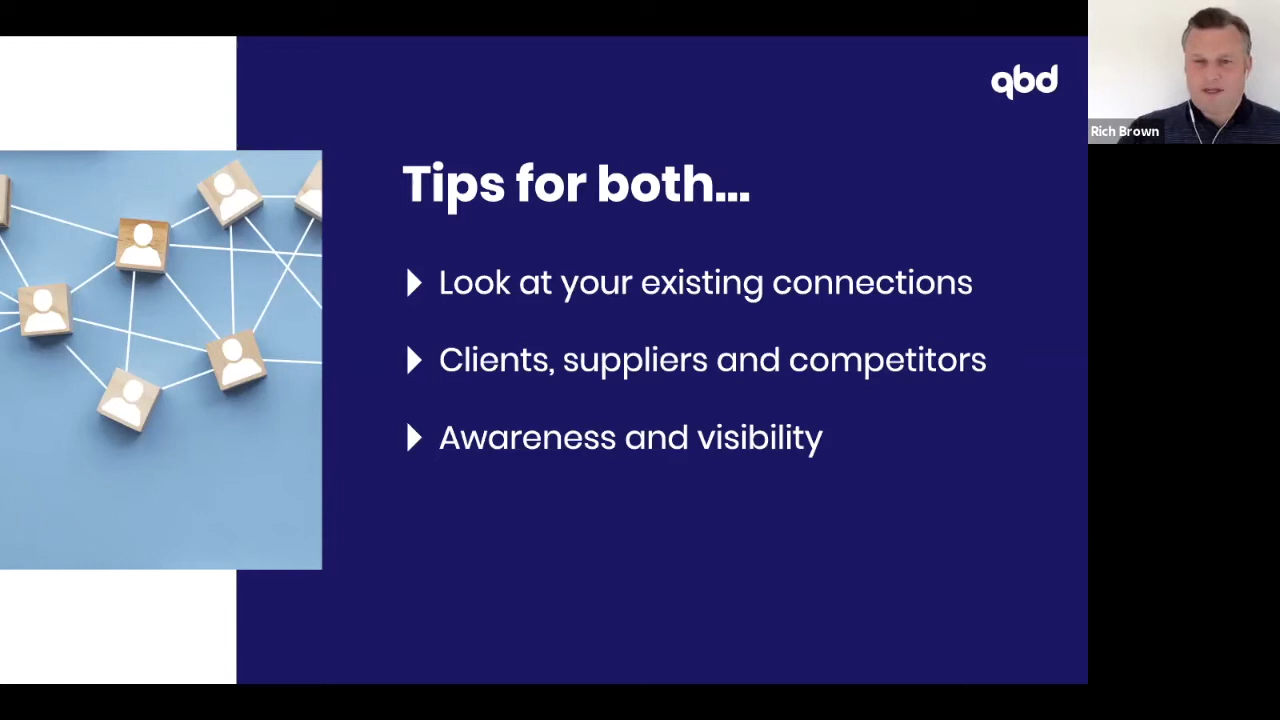 qbd
Rich Brown
Tips for both...
Look at your existing connections
Clients, suppliers and competitors
Awareness and visibility